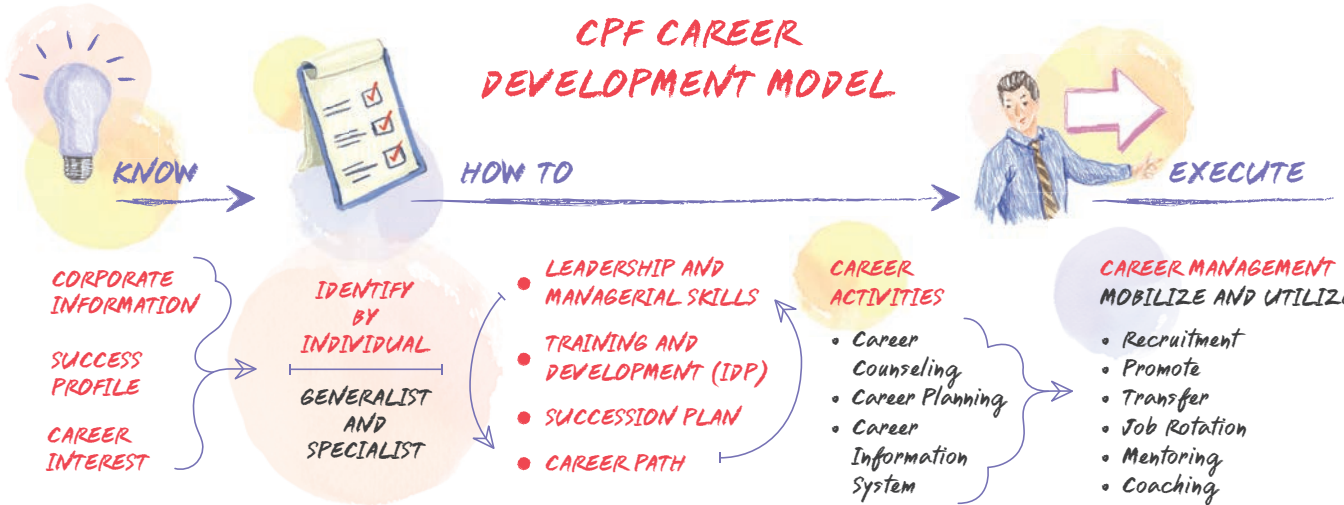 CPF CAREER
DEVELOPMENT MODEL
KNOW
HOW TO
EXECUTE
CORPORATE
INFORMATION
SUCCESS
PROFILE
CAREER
INTEREST
IDENTIFY
BY
INDIVIDUAL
GENERALIST
AND
SPECIALIST
• LEADERSHIP AND
MANAGERIAL SKILLS
• TRAINING AND
DEVELOPMENT (IDP)
• SUCCESSION PLAN
• CAREER PATH
CAREER
ACTIVITIES
• Career
Counseling
• Career Planning
• Career
Information
System
CAREER MANAGEMENT
MOBILIZE AND UTILIZE
• Recruitment
• Promote
• Transfer
• Job Rotation
• Mentoring
• Coaching